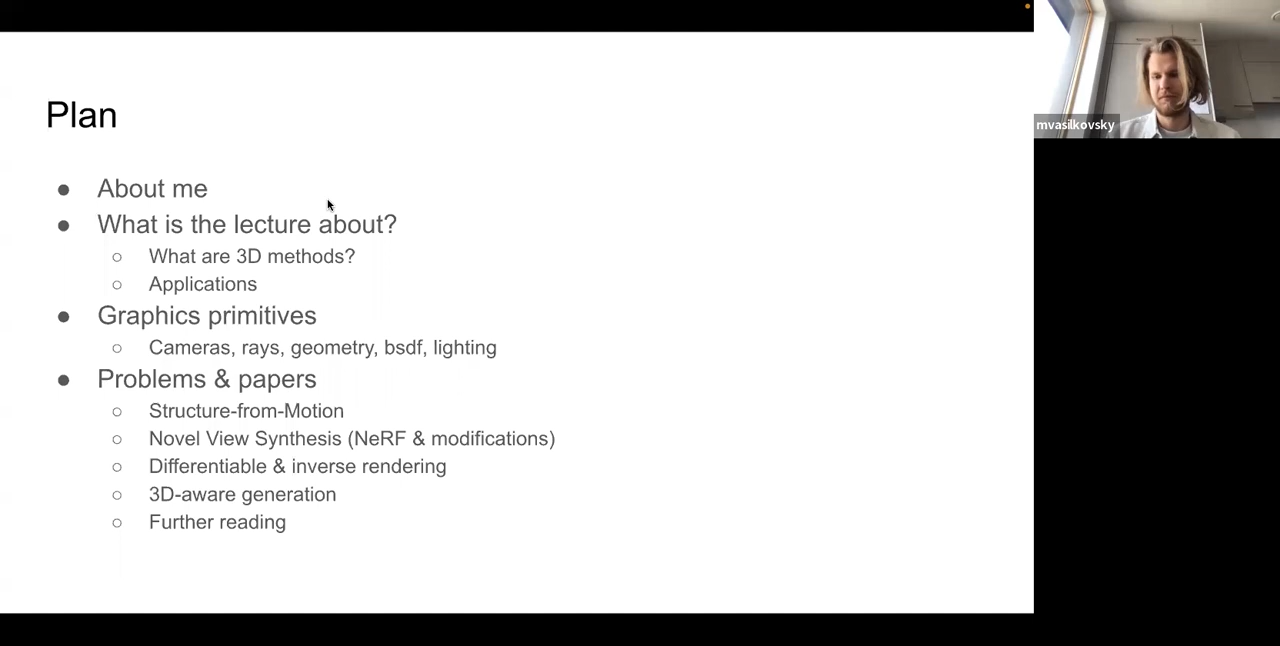 Plan
● About me
● What is the lecture about?
○ What are 3D methods?
○ Applications
● Graphics primitives
○ Cameras, rays, geometry, bsdf, lighting
● Problems & papers
○ Structure-from-Motion
○ Novel View Synthesis (NeRF & modifications)
○ Differentiable & inverse rendering
○ 3D-aware generation
○ Further reading
mvasilkovsky